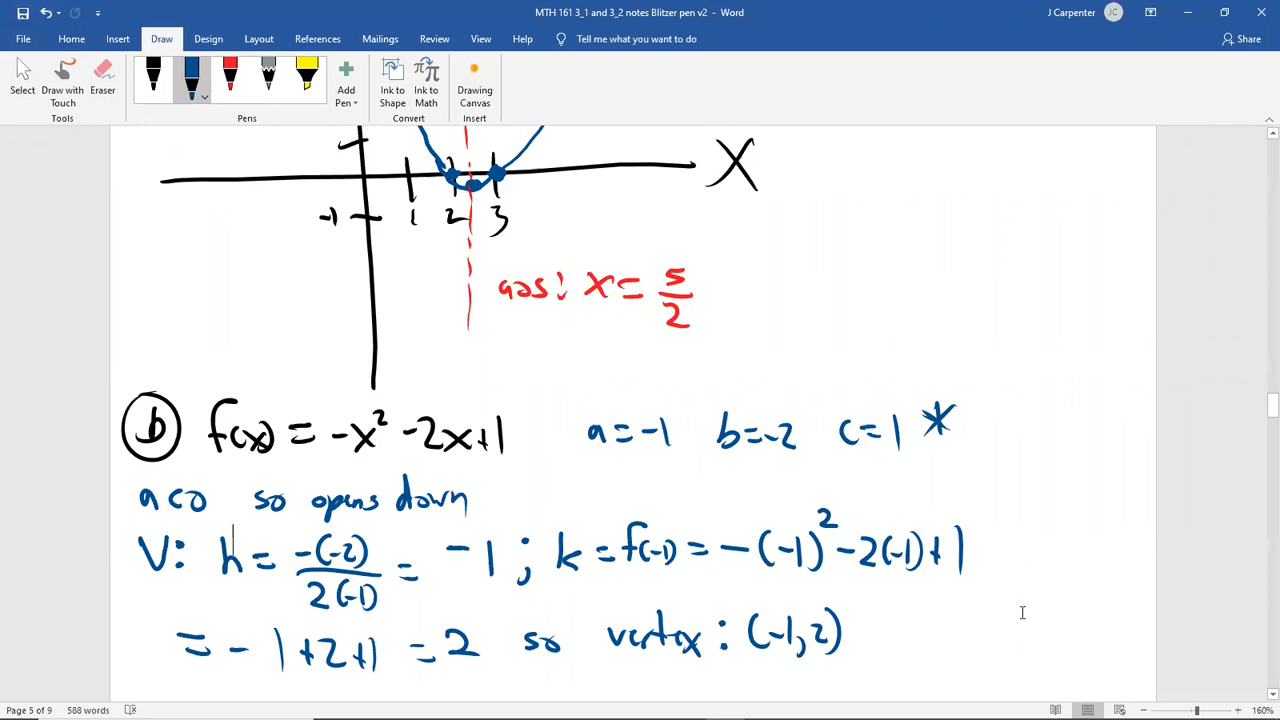 MTH 161 3_1 and 3_2 notes Blitzer pen v2 - Word
J Carpenter JC
File Home Insert Draw Design Layout References Mailings Review View Help Tell me what you want to do Share
Select Draw with Touch Eraser Add Pen Ink to Shape Ink to Math Drawing Canvas
Tools Pens Convert Insert
X
-1 1 2 3
aos: x = 5/2
b f(x) = -x² -2x+1 a=-1 b=-2 c=1 *
a<0 so opens down
V: h = -(-2)/2(-1) = -1 ; k = f(-1) = -(-1)² -2(-1)+1
= -1+2+1 = 2 so vertex: (-1,2)
Page 5 of 9 588 words 160%